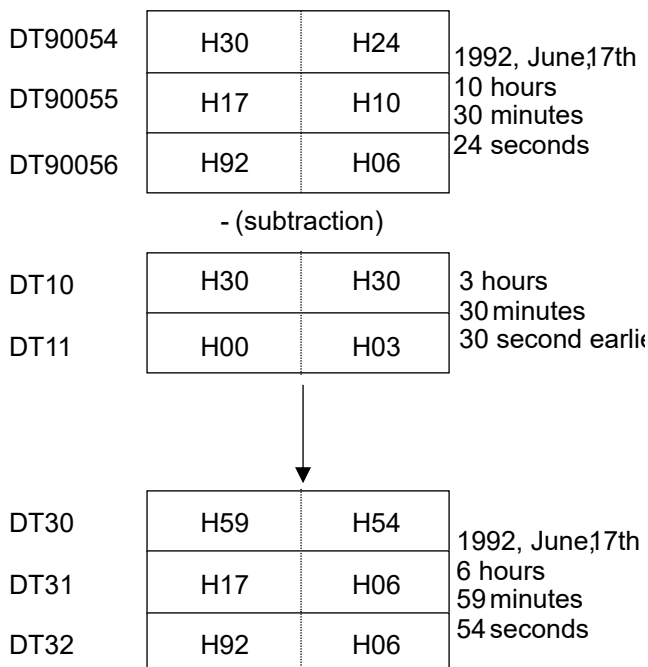 DT90054 H30 H24
1992, June,17th
DT90055 H17 H10
10 hours
30 minutes
24 seconds
DT90056 H92 H06
- (subtraction)
DT10 H30 H30
3 hours
30 minutes
DT11 H00 H03
30 second earlie
DT30 H59 H54
1992, June,17th
DT31 H17 H06
6 hours
59 minutes
54 seconds
DT32 H92 H06